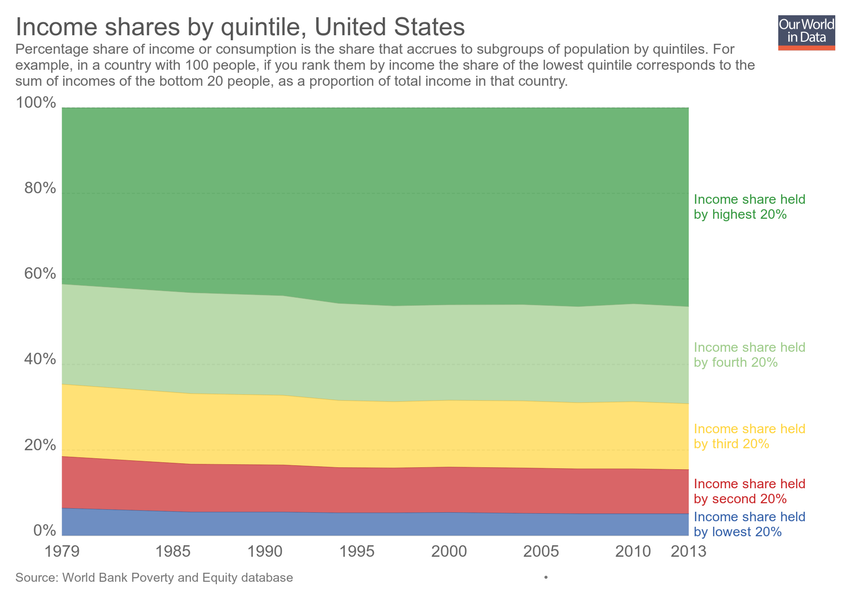 Income shares by quintile, United States
Our World
in Data
Percentage share of income or consumption is the share that accrues to subgroups of population by quintiles. For
example, in a country with 100 people, if you rank them by income the share of the lowest quintile corresponds to the
sum of incomes of the bottom 20 people, as a proportion of total income in that country.
100%
80%
Income share held
by highest 20%
60%
Income share held
by fourth 20%
40%
Income share held
by third 20%
20%
Income share held
by second 20%
Income share held
by lowest 20%
0%
1979 1985 1990 1995 2000 2005 2010 2013
Source: World Bank Poverty and Equity database